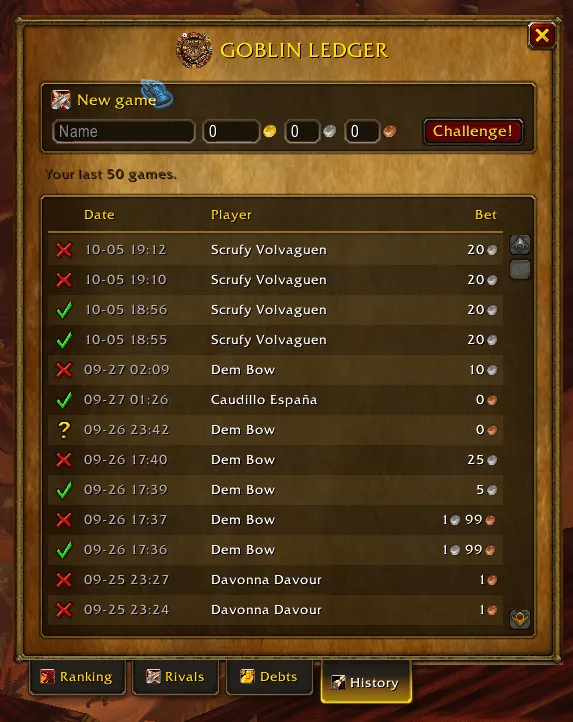 GOBLIN LEDGER
New game
Name 0 0 0 Challenge!
Your last 50 games.
Date Player Bet
10-05 19:12 Scrufy Volvaguen 20
10-05 19:10 Scrufy Volvaguen 20
10-05 18:56 Scrufy Volvaguen 20
10-05 18:55 Scrufy Volvaguen 20
09-27 02:09 Dem Bow 10
09-27 01:26 Caudillo España 0
? 09-26 23:42 Dem Bow 0
09-26 17:40 Dem Bow 25
09-26 17:39 Dem Bow 5
09-26 17:37 Dem Bow 1 99
09-26 17:36 Dem Bow 1 99
09-25 23:27 Davonna Davour 1
09-25 23:24 Davonna Davour 1
Ranking Rivals Debts History